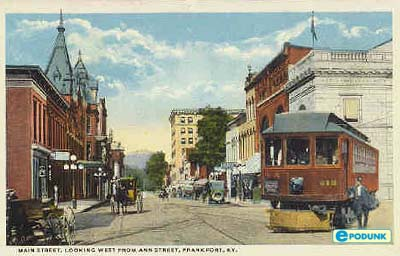 MAIN STREET, LOOKING WEST FROM ANN STREET, FRANKFORT, KY.
EPODUNK